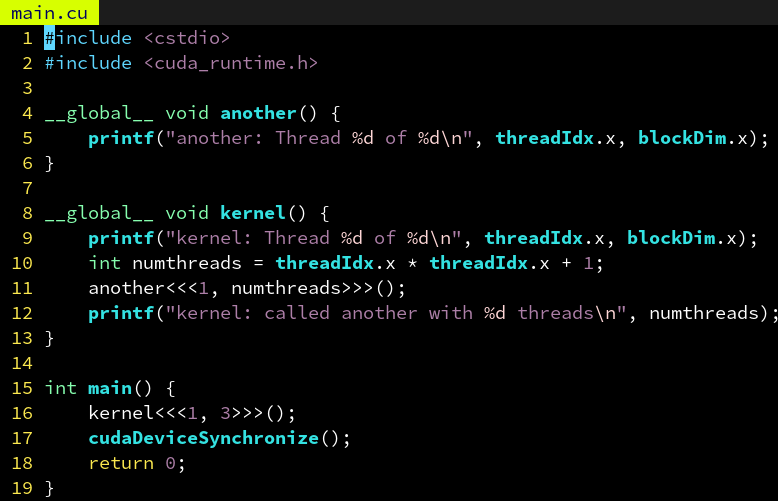 main.cu
1 #include <cstdio>
2 #include <cuda_runtime.h>
3
4 __global__ void another() {
5     printf("another: Thread %d of %d\n", threadIdx.x, blockDim.x);
6 }
7
8 __global__ void kernel() {
9     printf("kernel: Thread %d of %d\n", threadIdx.x, blockDim.x);
10     int numthreads = threadIdx.x * threadIdx.x + 1;
11     another<<<1, numthreads>>>();
12     printf("kernel: called another with %d threads\n", numthreads);
13 }
14
15 int main() {
16     kernel<<<1, 3>>>();
17     cudaDeviceSynchronize();
18     return 0;
19 }